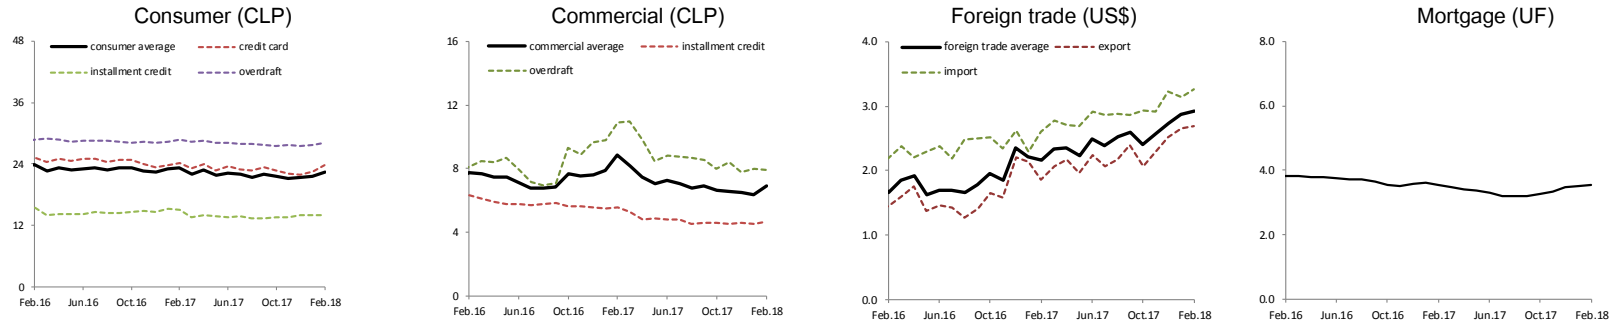 Consumer (CLP)
48
consumer average
credit card
installment credit
overdraft
36
24
12
0
Feb.16
Jun.16
Oct.16
Feb.17
Jun.17
Oct.17
Feb.18
Commercial (CLP)
16
commercial average
installment credit
overdraft
12
8
4
0
Feb.16
Jun.16
Oct.16
Feb.17
Jun.17
Oct.17
Feb.18
Foreign trade (US$)
4.0
foreign trade average
export
import
3.0
2.0
1.0
0.0
Feb.16
Jun.16
Oct.16
Feb.17
Jun.17
Oct.17
Feb.18
Mortgage (UF)
8.0
6.0
4.0
2.0
0.0
Feb.16
Jun.16
Oct.16
Feb.17
Jun.17
Oct.17
Feb.18